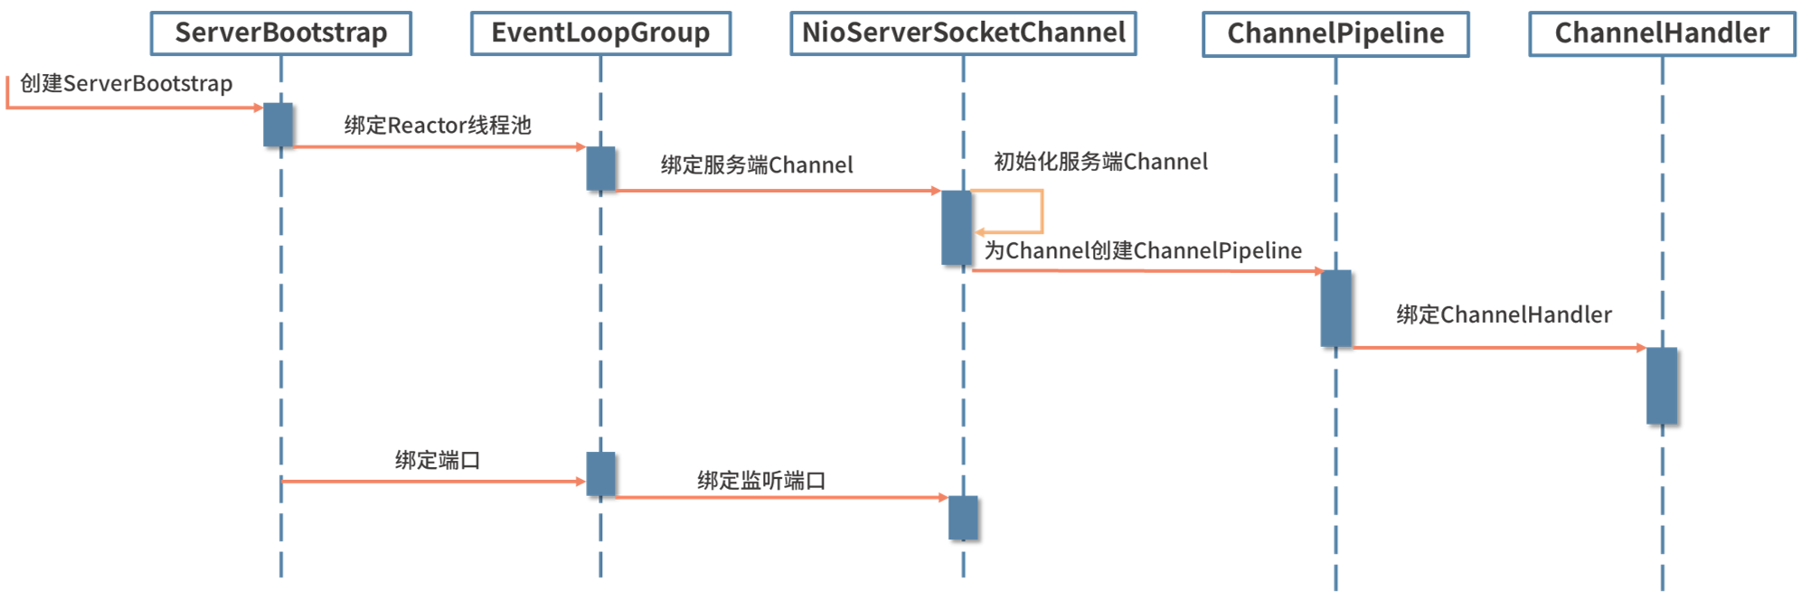 ServerBootstrap
EventLoopGroup
NioServerSocketChannel
ChannelPipeline
ChannelHandler
创建ServerBootstrap
绑定Reactor线程池
绑定服务端Channel
初始化服务端Channel
为Channel创建ChannelPipeline
绑定ChannelHandler
绑定端口
绑定监听端口